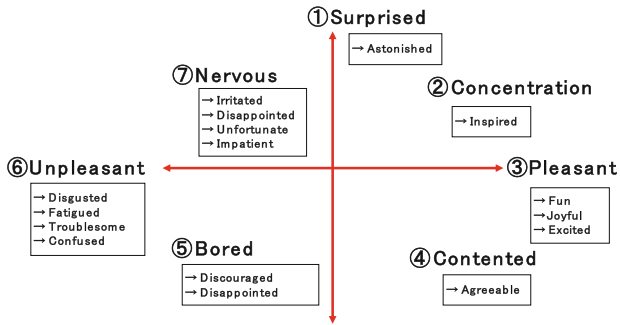 ①Surprised
→ Astonished
②Concentration
→ Inspired
③Pleasant
→ Fun
→ Joyful
→ Excited
④Contented
→ Agreeable
⑤Bored
→ Discouraged
→ Disappointed
⑥Unpleasant
→ Disgusted
→ Fatigued
→ Troublesome
→ Confused
⑦Nervous
→ Irritated
→ Disappointed
→ Unfortunate
→ Impatient